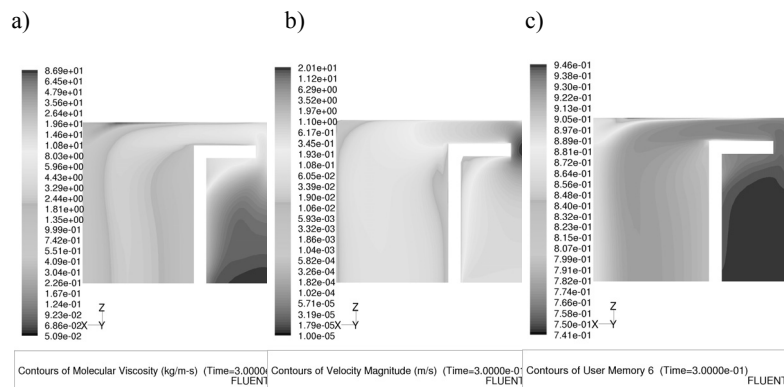 a)
b)
c)
8.69e+01
6.45e+01
4.79e+01
3.56e+01
2.64e+01
1.96e+01
1.46e+01
1.08e+01
8.03e+00
5.96e+00
4.43e+00
3.29e+00
2.44e+00
1.81e+00
1.35e+00
9.99e-01
7.42e-01
5.51e-01
4.09e-01
3.04e-01
2.26e-01
1.67e-01
1.24e-01
9.23e-02
6.86e-02
5.09e-02
Z
X
Y
Contours of Molecular Viscosity (kg/m-s) (Time=3.0000e
FLUENT
2.01e+01
1.12e+01
6.29e+00
3.52e+00
1.97e+00
1.10e+00
6.17e-01
3.45e-01
1.93e-01
1.08e-01
6.05e-02
3.39e-02
1.90e-02
1.06e-02
5.93e-03
3.32e-03
1.86e-03
1.04e-03
5.82e-04
3.26e-04
1.82e-04
1.02e-04
5.71e-05
3.19e-05
1.79e-05
1.00e-05
Z
X
Y
Contours of Velocity Magnitude (m/s) (Time=3.0000e-01
FLUENT
9.46e-01
9.38e-01
9.30e-01
9.22e-01
9.13e-01
9.05e-01
8.97e-01
8.89e-01
8.81e-01
8.72e-01
8.64e-01
8.56e-01
8.48e-01
8.40e-01
8.32e-01
8.23e-01
8.15e-01
8.07e-01
7.99e-01
7.91e-01
7.82e-01
7.74e-01
7.66e-01
7.58e-01
7.50e-01
7.41e-01
Z
X
Y
Contours of User Memory 6 (Time=3.0000e-01)
FLUENT